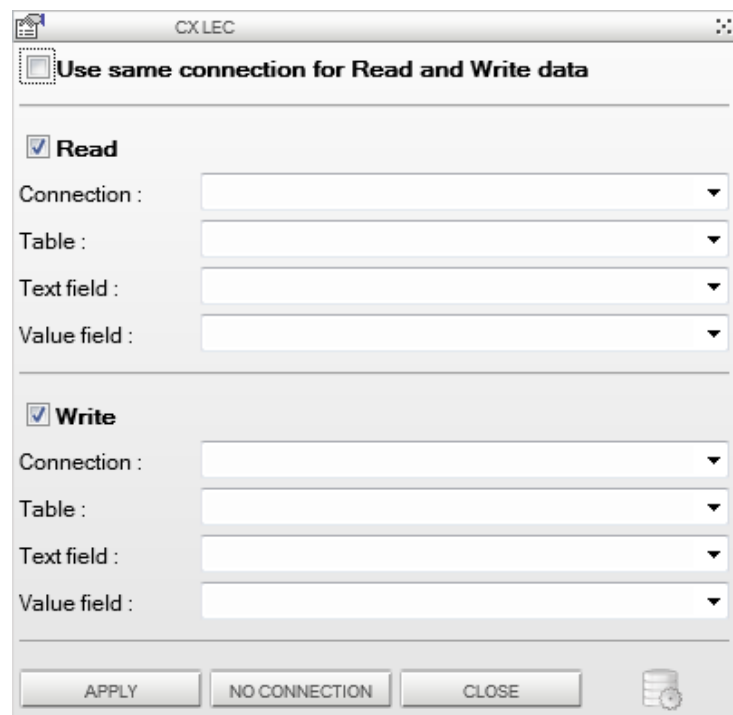 CX LEC
Use same connection for Read and Write data
Read
Connection :
Table :
Text field :
Value field :
Write
Connection :
Table :
Text field :
Value field :
APPLY NO CONNECTION CLOSE